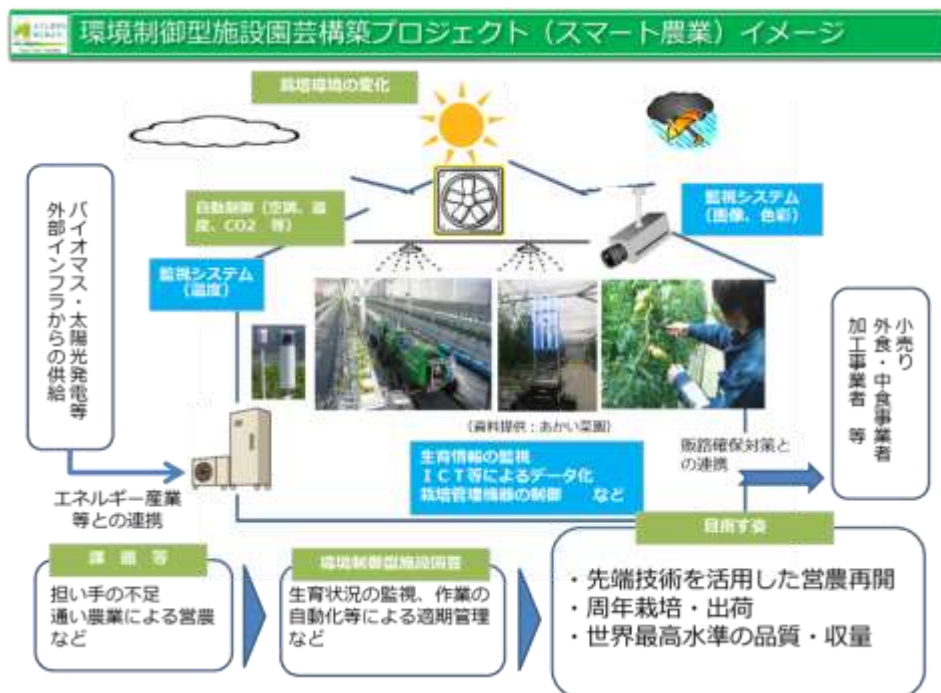 環境制御型施設園芸構築プロジェクト（スマート農業）イメージ
栽培環境の変化
自動制御（空調、温
度、CO2　等）
監視システム
（画像、色彩）
監視システム
（温度）
バイオマス・太陽光発電等
外部インフラからの供給
小売り
外食・中食事業者
加工事業者　等
（資料提供：あかい菜園）
生育情報の監視
ＩＣＴ等によるデータ化
栽培管理機器の制御　　など
販路確保対策と
の連携
エネルギー産業
等との連携
課　題　等
担い手の不足
通い農業による営農
など
環境制御型施設園芸
生育状況の監視、作業の
自動化等による適期管理
など
目指す姿
・先端技術を活用した営農再開
・周年栽培・出荷
・世界最高水準の品質・収量